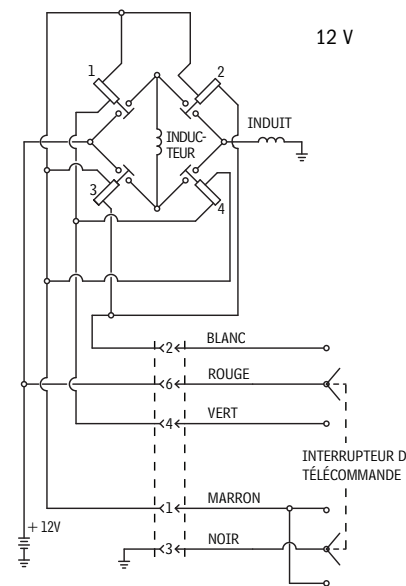 12 V
1
2
INDUIT
INDUC-
TEUR
3
4
BLANC
2
ROUGE
6
VERT
4
INTERRUPTEUR D
TÉLÉCOMMANDE
MARRON
1
+ 12V
NOIR
3